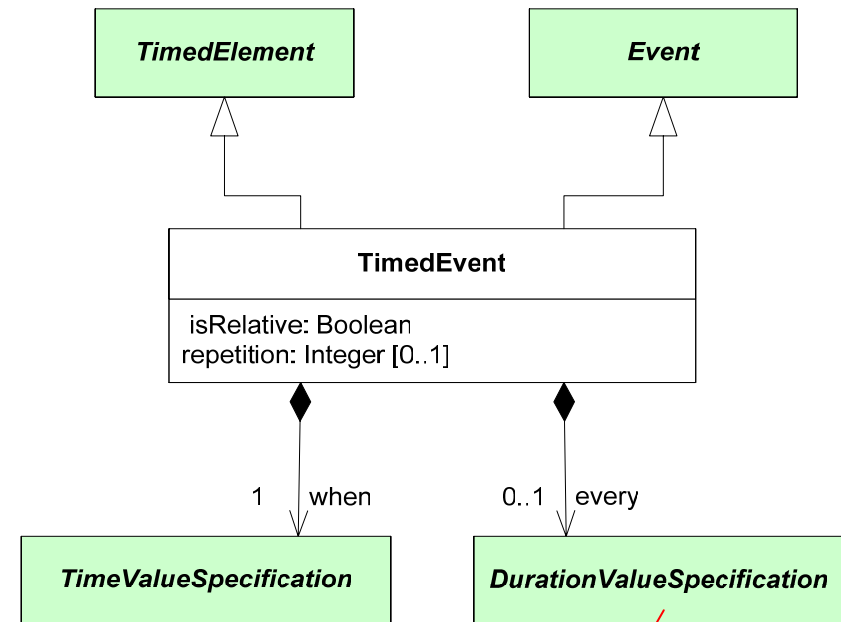 TimedElement
Event
TimedEvent
isRelative: Boolean
repetition: Integer [0..1]
1 when
0..1 every
TimeValueSpecification
DurationValueSpecification